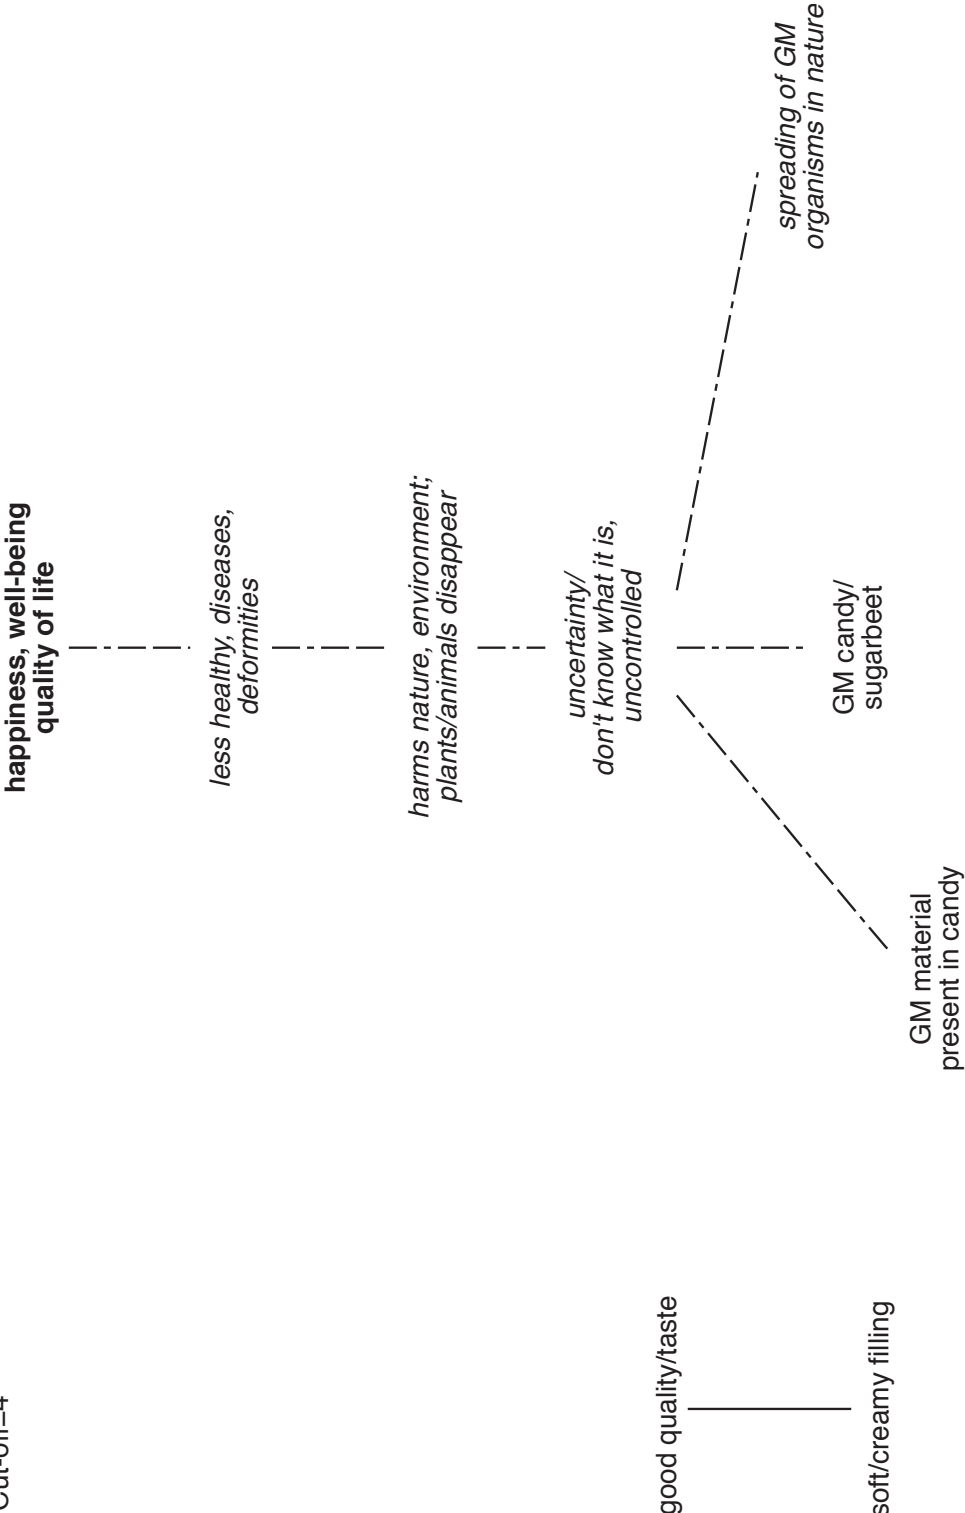 Cut-off=4
happiness, well-being
quality of life
less healthy, diseases,
deformities
harms nature, environment;
plants/animals disappear
uncertainty/
don't know what it is,
uncontrolled
good quality/taste
spreading of GM
organisms in nature
GM candy/
sugarbeet
soft/creamy filling
GM material
present in candy